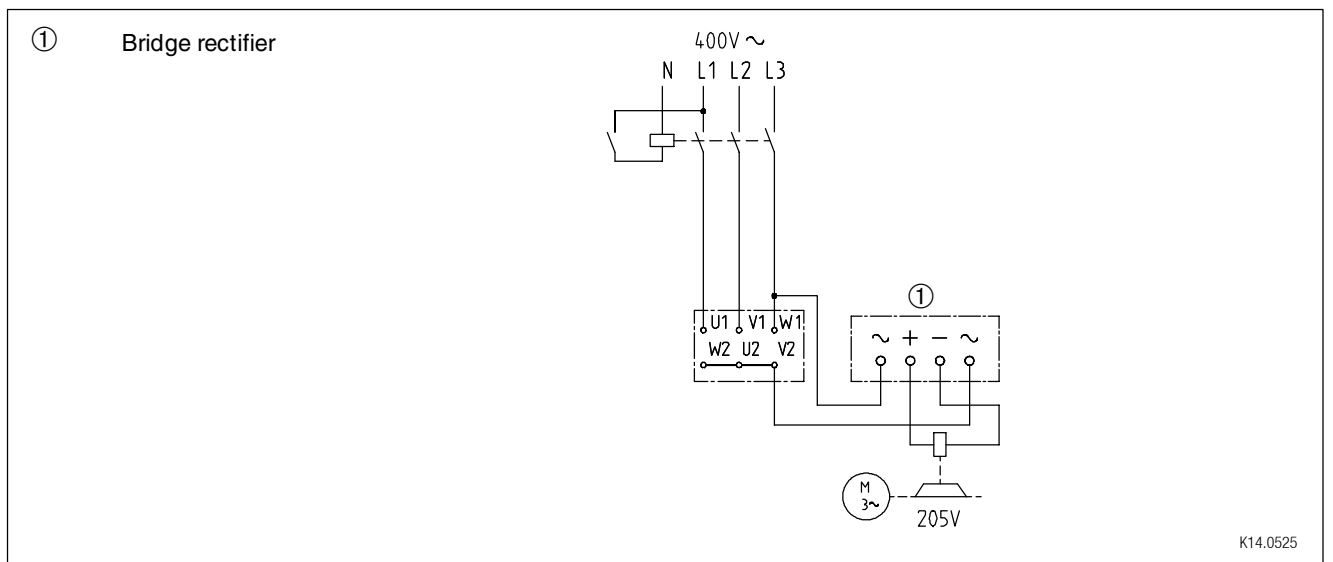 ① Bridge rectifier
400V ~
N L1 L2 L3
①
U1 V1 W1
W2 U2 V2
~ + − ~
M
3~
205V
K14.0525